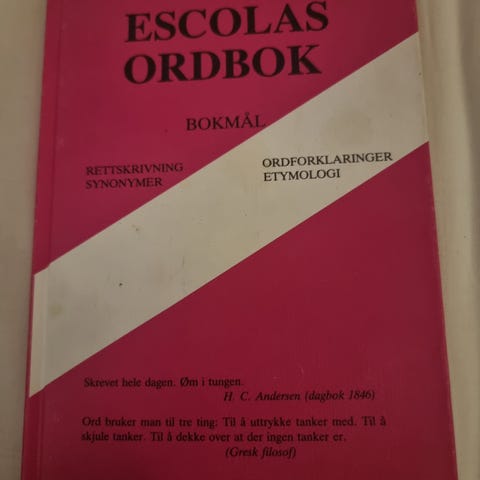 ESCOLAS
ORDBOK
BOKMÅL
RETTSKRIVNING
SYNONYMER
ORDFORKLARINGER
ETYMOLOGI
Skrevet hele dagen. Øm i tungen.
H. C. Andersen (dagbok 1846)
Ord bruker man til tre ting: Til å uttrykke tanker med. Til å
skjule tanker. Til å dekke over at der ingen tanker er.
(Gresk filosof)